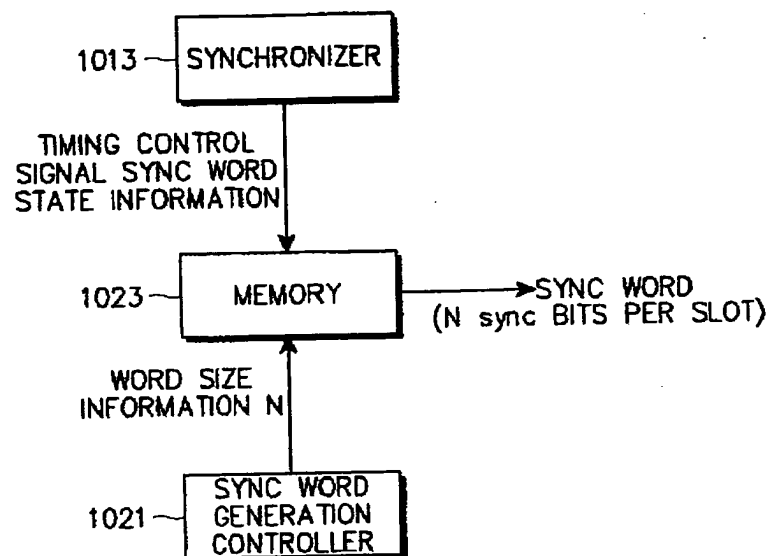 1013
SYNCHRONIZER
TIMING CONTROL
SIGNAL SYNC WORD
STATE INFORMATION
1023
MEMORY
SYNC WORD
(N sync BITS PER SLOT)
WORD SIZE
INFORMATION N
1021
SYNC WORD
GENERATION
CONTROLLER